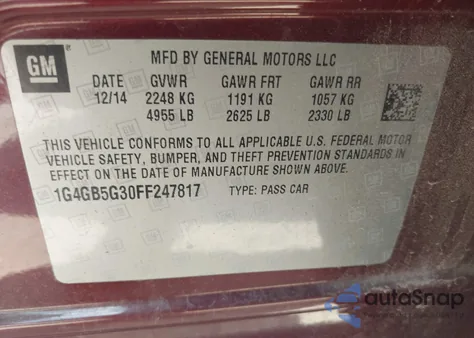 GM
MFD BY GENERAL MOTORS LLC
DATE GVWR GAWR FRT GAWR RR
12/14 2248 KG 1191 KG 1057 KG
4955 LB 2625 LB 2330 LB
THIS VEHICLE CONFORMS TO ALL APPLICABLE U.S. FEDERAL MOTOR
VEHICLE SAFETY, BUMPER, AND THEFT PREVENTION STANDARDS IN
EFFECT ON THE DATE OF MANUFACTURE SHOWN ABOVE.
1G4GB5G30FF247817 TYPE: PASS CAR
autoSnap